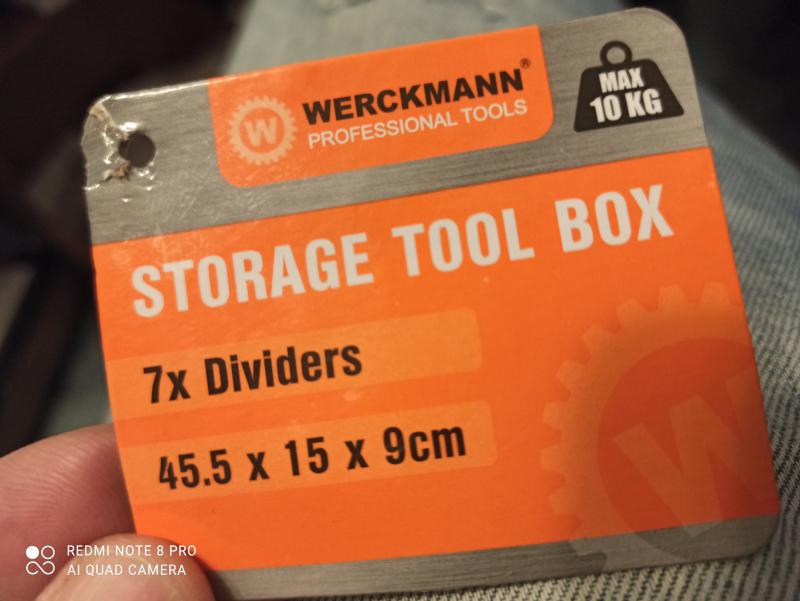 W
WERCKMANN®
PROFESSIONAL TOOLS
MAX
10 KG
STORAGE TOOL BOX
7x Dividers
45.5 x 15 x 9cm
W
REDMI NOTE 8 PRO
AI QUAD CAMERA